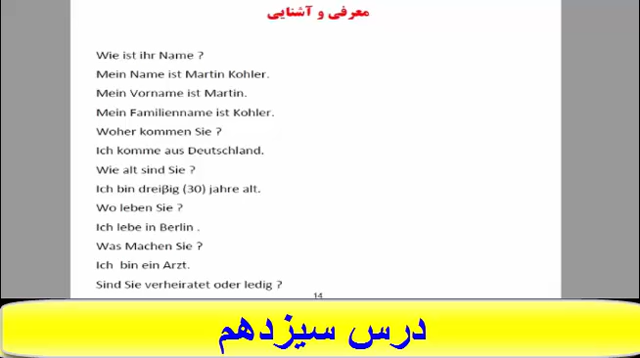 معرفی و آشنایی
Wie ist ihr Name ?
Mein Name ist Martin Kohler.
Mein Vorname ist Martin.
Mein Familienname ist Kohler.
Woher kommen Sie ?
Ich komme aus Deutschland.
Wie alt sind Sie ?
Ich bin dreiβig (30) jahre alt.
Wo leben Sie ?
Ich lebe in Berlin .
Was Machen Sie ?
Ich bin ein Arzt.
Sind Sie verheiratet oder ledig ?
14
درس سیزدهم